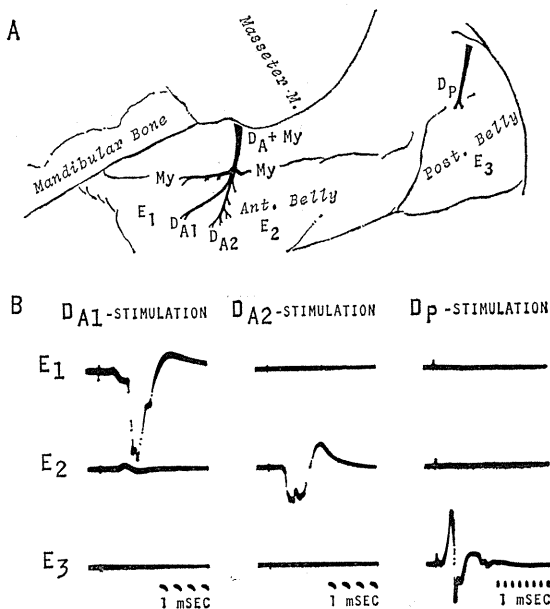 A
Masseter M.
Mandibular Bone
DA+ My
DP
My
My
Post. Belly
E3
E1
Ant. Belly
DA1
DA2
E2
B
DA1-STIMULATION
DA2-STIMULATION
DP-STIMULATION
E1
E2
E3
1 mSEC
1 mSEC
1 mSEC